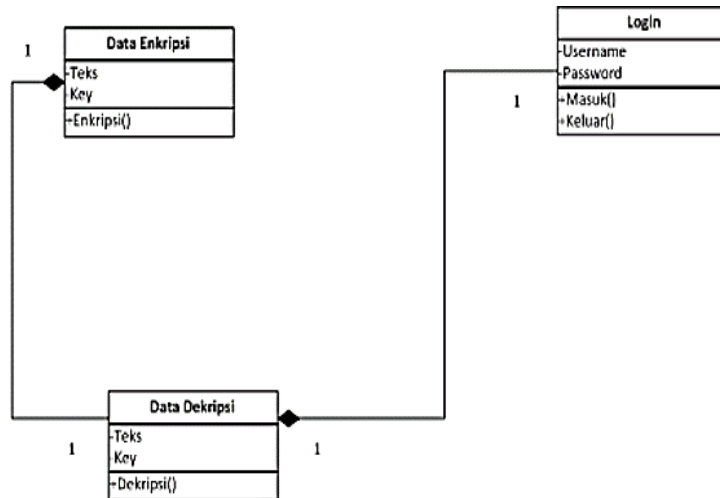 1
Data Enkripsi
-Teks
-Key
+Enkripsi()
Login
-Username
-Password
+Masuk()
+Keluar()
1
Data Dekripsi
-Teks
-Key
+Dekripsi()
1
1